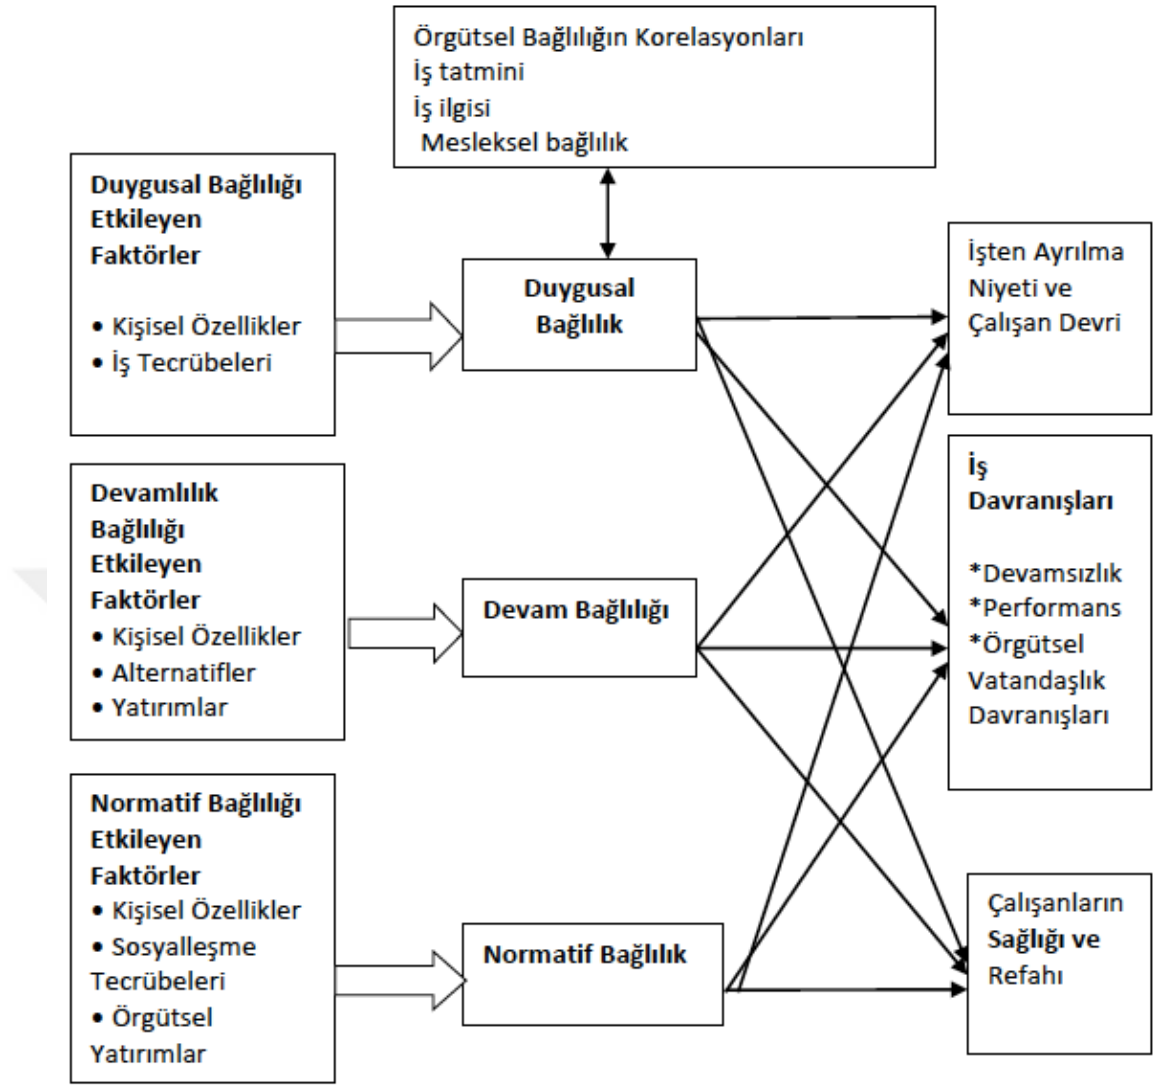 Örgütsel Bağlılığın Korelasyonları
İş tatmini
İş ilgisi
Mesleksel bağlılık
Duygusal Bağlılığı
Etkileyen
Faktörler
• Kişisel Özellikler
• İş Tecrübeleri
Duygusal
Bağlılık
İşten Ayrılma
Niyeti ve
Çalışan Devri
Devamlılık
Bağlılığı
Etkileyen
Faktörler
• Kişisel Özellikler
• Alternatifler
• Yatırımlar
Devam Bağlılığı
İş
Davranışları
*Devamsızlık
*Performans
*Örgütsel
Vatandaşlık
Davranışları
Normatif Bağlılığı
Etkileyen
Faktörler
• Kişisel Özellikler
• Sosyalleşme
Tecrübeleri
• Örgütsel
Yatırımlar
Normatif Bağlılık
Çalışanların
Sağlığı ve
Refahı